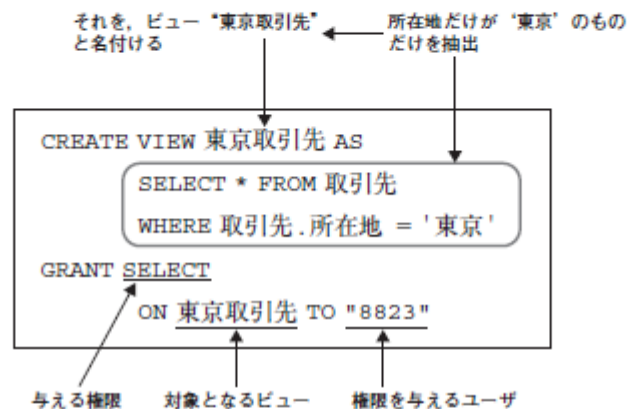 それを，ビュー“東京取引先”
と名付ける
所在地だけが‘東京’のもの
だけを抽出
CREATE VIEW 東京取引先 AS
SELECT * FROM 取引先
WHERE 取引先.所在地 = '東京'
GRANT SELECT
ON 東京取引先 TO "8823"
与える権限
対象となるビュー
権限を与えるユーザ